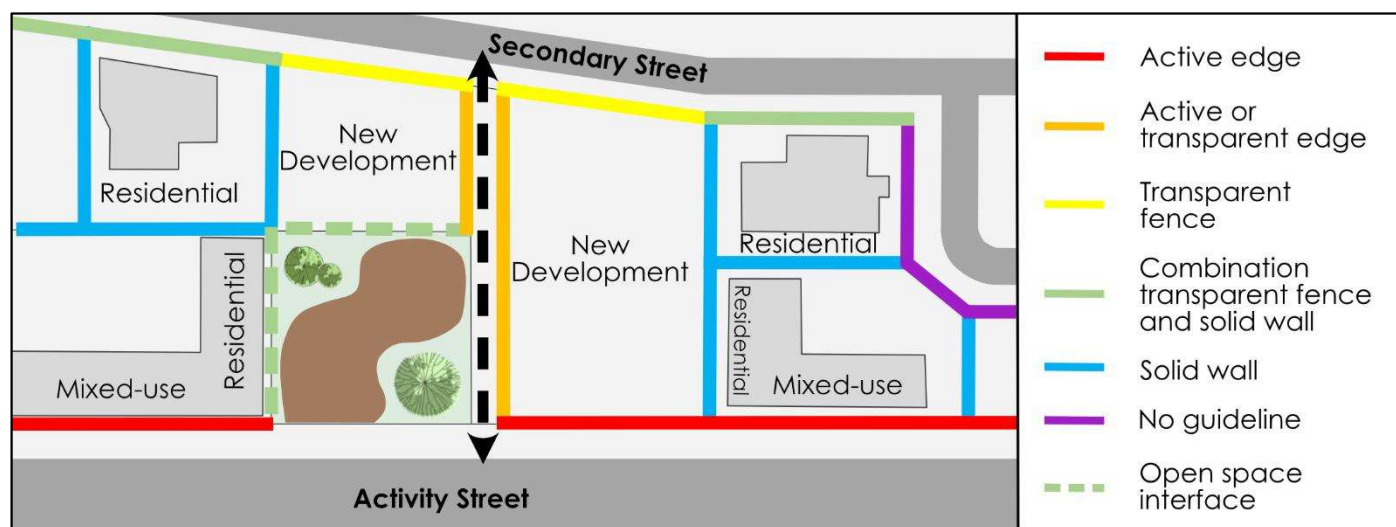 Secondary Street
New
Development
Residential
New
Development
Residential
Residential
Residential
Mixed-use
Mixed-use
Activity Street
Active edge
Active or
transparent edge
Transparent
fence
Combination
transparent fence
and solid wall
Solid wall
No guideline
Open space
interface